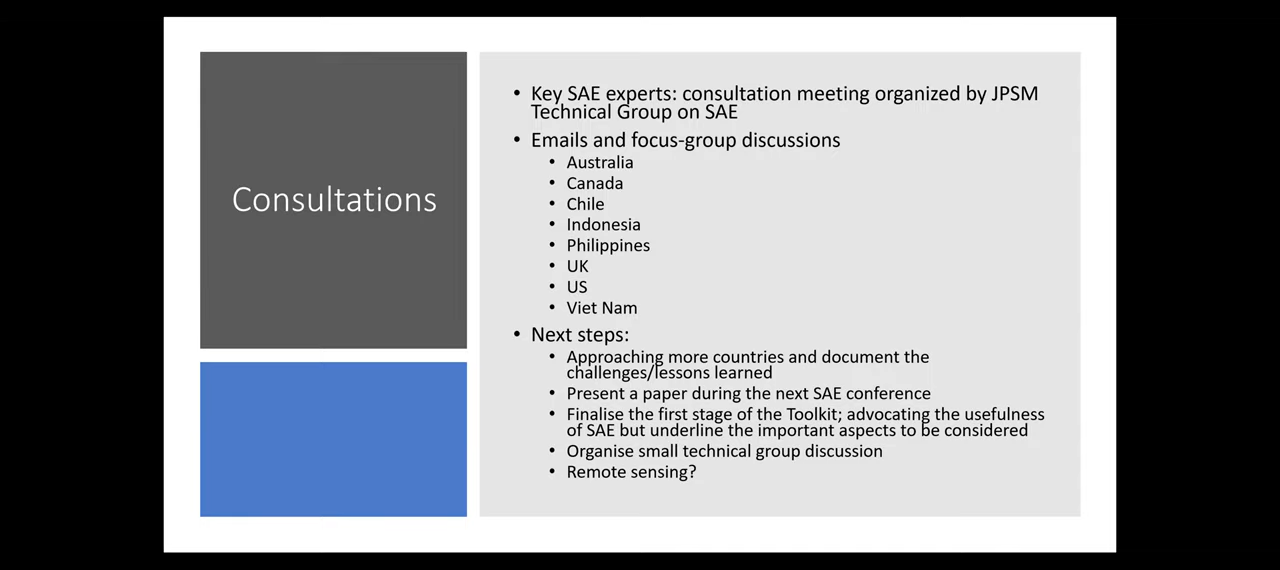 Consultations
• Key SAE experts: consultation meeting organized by JPSM
Technical Group on SAE
• Emails and focus-group discussions
• Australia
• Canada
• Chile
• Indonesia
• Philippines
• UK
• US
• Viet Nam
• Next steps:
• Approaching more countries and document the
challenges/lessons learned
• Present a paper during the next SAE conference
• Finalise the first stage of the Toolkit; advocating the usefulness
of SAE but underline the important aspects to be considered
• Organise small technical group discussion
• Remote sensing?